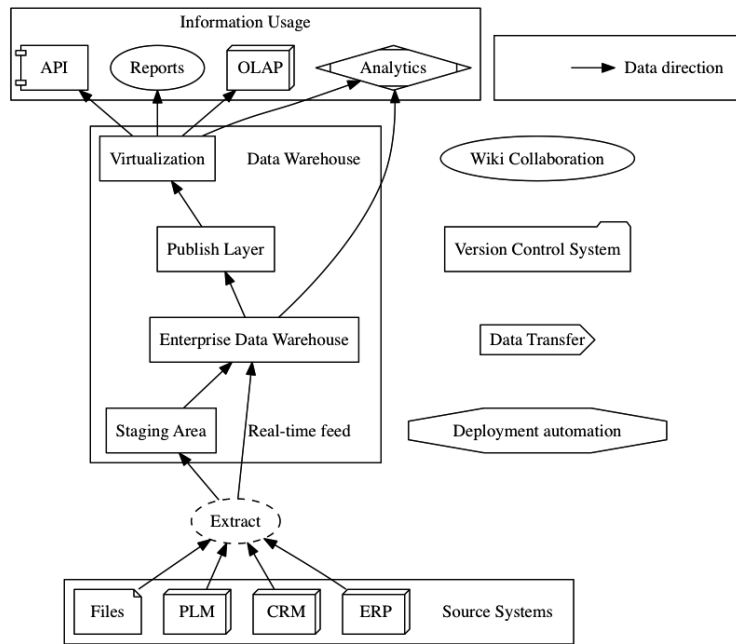 Information Usage
API
Reports
OLAP
Analytics
Data direction
Virtualization
Data Warehouse
Wiki Collaboration
Publish Layer
Version Control System
Enterprise Data Warehouse
Data Transfer
Staging Area
Real-time feed
Deployment automation
Extract
Files
PLM
CRM
ERP
Source Systems